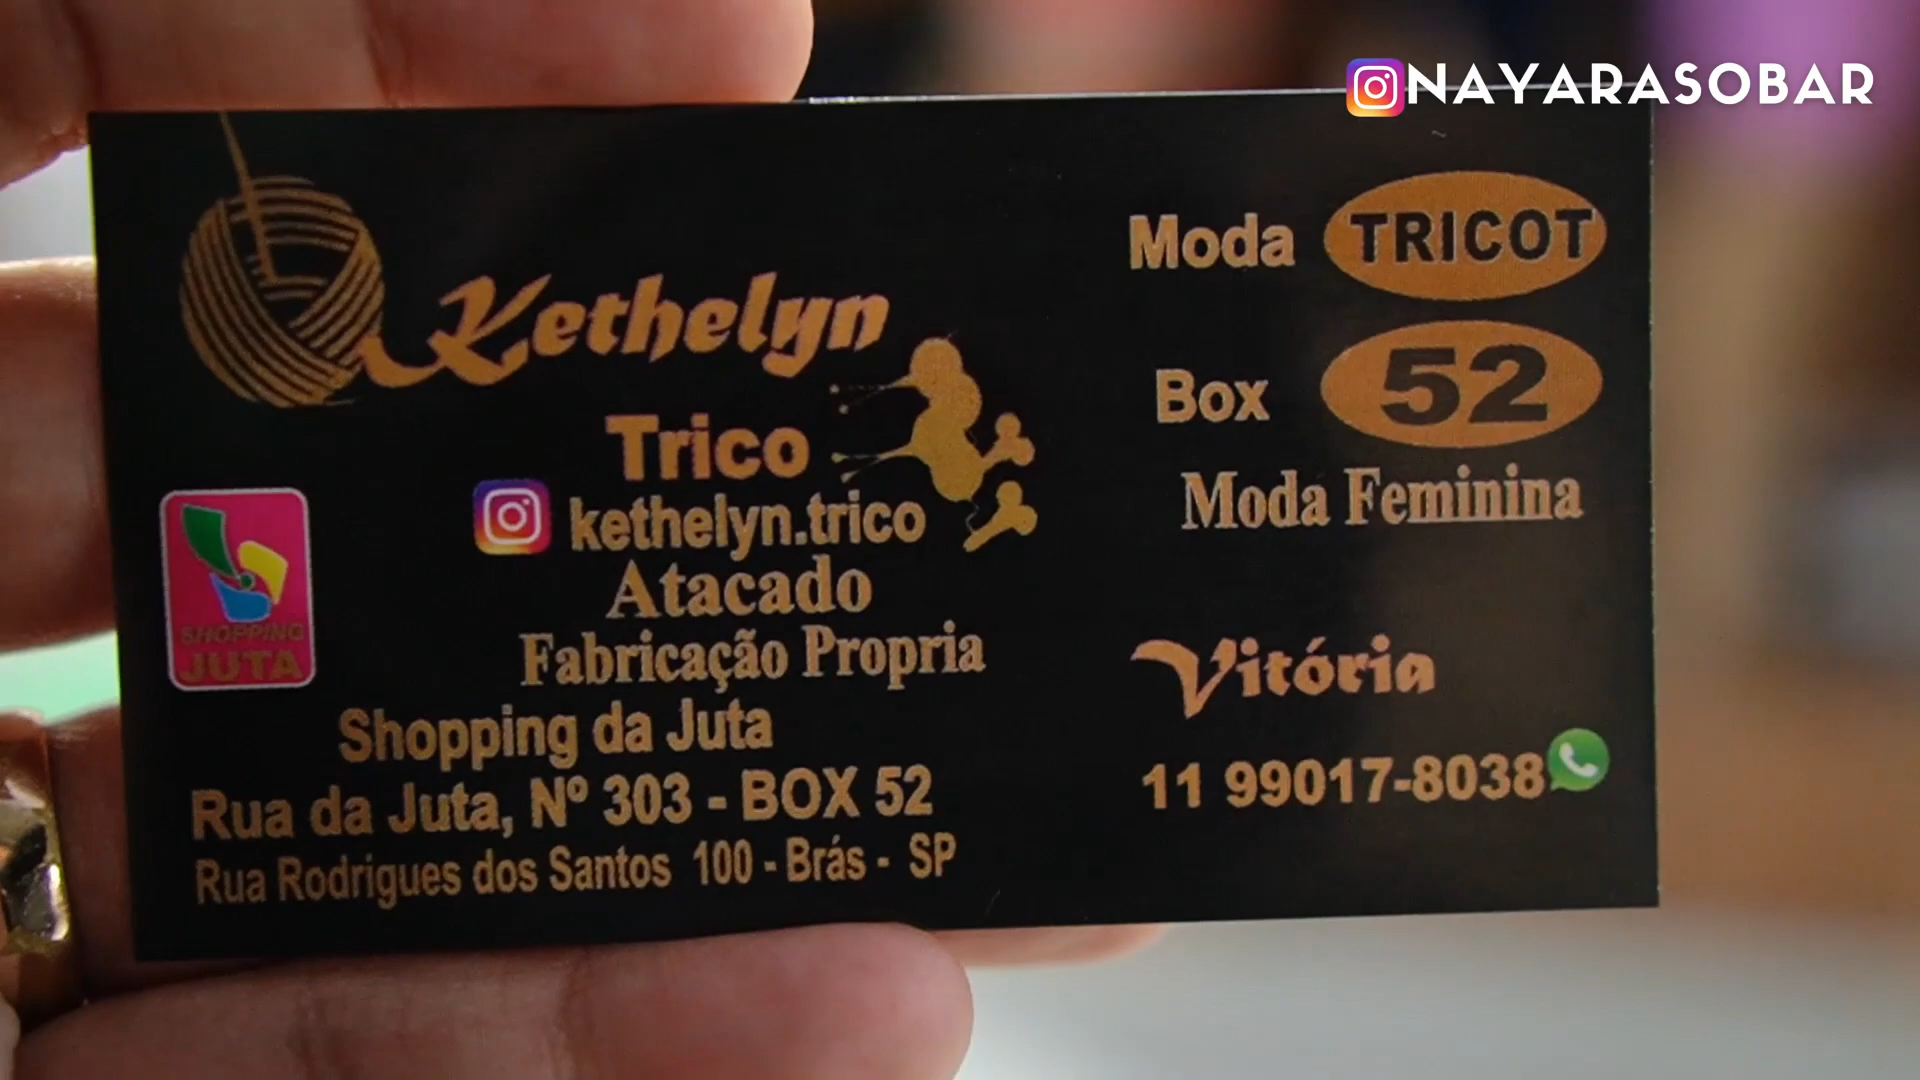 NAYARASOBAR
Kethelyn
Trico
kethelyn.trico
Atacado
Fabricação Propria
SHOPPING
JUTA
Shopping da Juta
Rua da Juta, Nº 303 - BOX 52
Rua Rodrigues dos Santos 100 - Brás - SP
Moda TRICOT
Box 52
Moda Feminina
Vitória
11 99017-8038